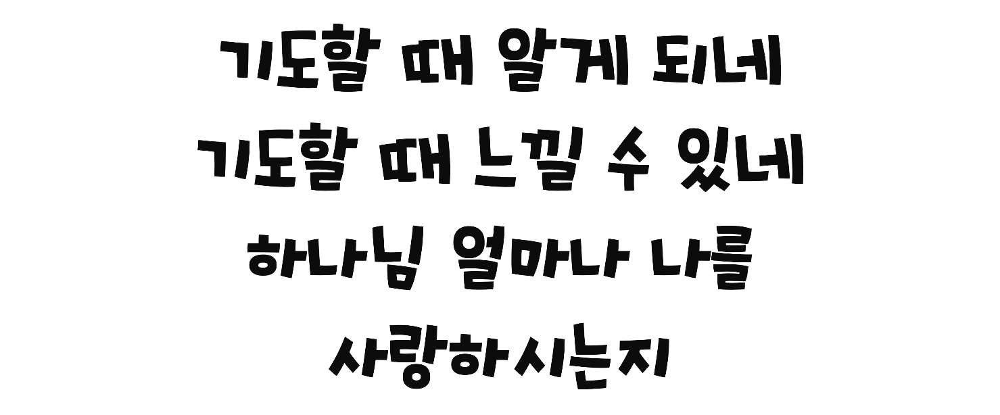 기도할 때 알게 되네
기도할 때 느낄 수 있네
하나님 얼마나 나를
사랑하시는지